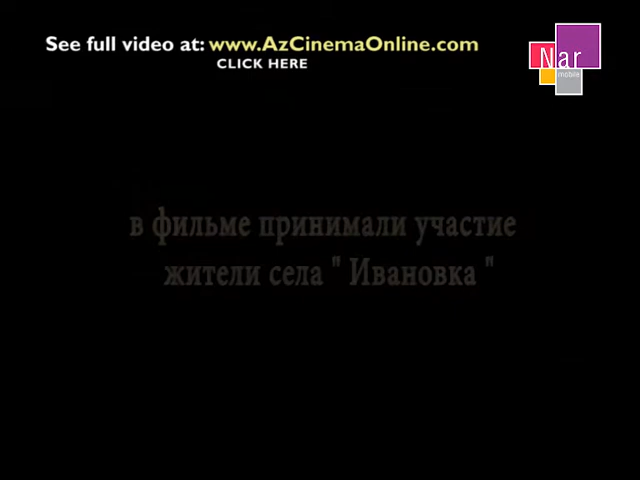 See full video at: www.AzCinemaOnline.com
CLICK HERE
Nar
mobile
в фильме принимали участие
жители села " Ивановка "